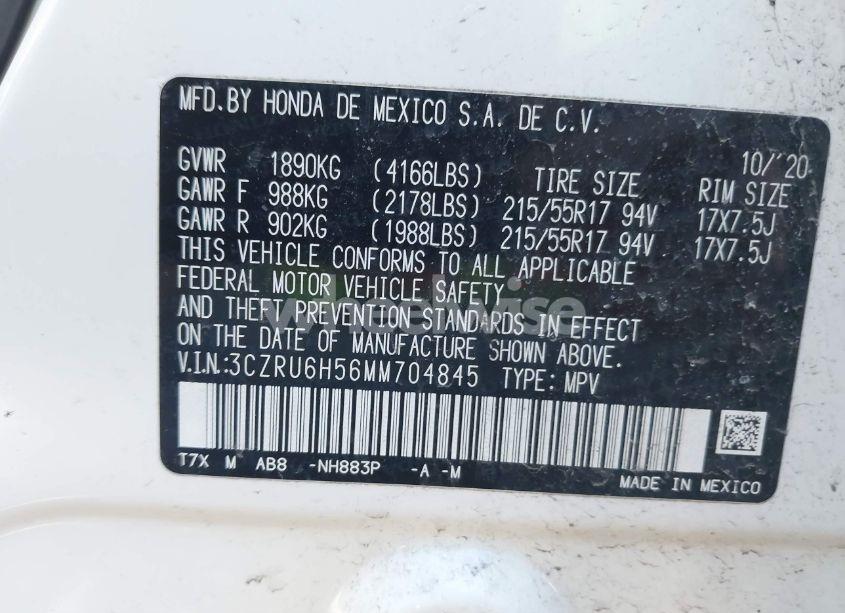 MFD.BY HONDA DE MEXICO S.A. DE C.V.
10/'20
GVWR 1890KG (4166LBS) TIRE SIZE RIM SIZE
GAWR F 988KG (2178LBS) 215/55R17 94V 17X7.5J
GAWR R 902KG (1988LBS) 215/55R17 94V 17X7.5J
THIS VEHICLE CONFORMS TO ALL APPLICABLE
FEDERAL MOTOR VEHICLE SAFETY
AND THEFT PREVENTION STANDARDS IN EFFECT
ON THE DATE OF MANUFACTURE SHOWN ABOVE.
V.I.N.:3CZRU6H56MM704845 TYPE: MPV
T7X M AB8 -NH883P -A -M
MADE IN MEXICO
wheelwise